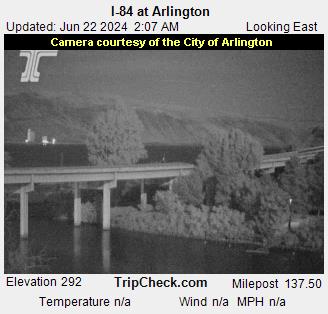 I-84 at Arlington
Updated: Jun 22 2024 2:07 AM Looking East
Camera courtesy of the City of Arlington
Elevation 292 TripCheck.com Milepost 137.50
Temperature n/a Wind n/a MPH n/a